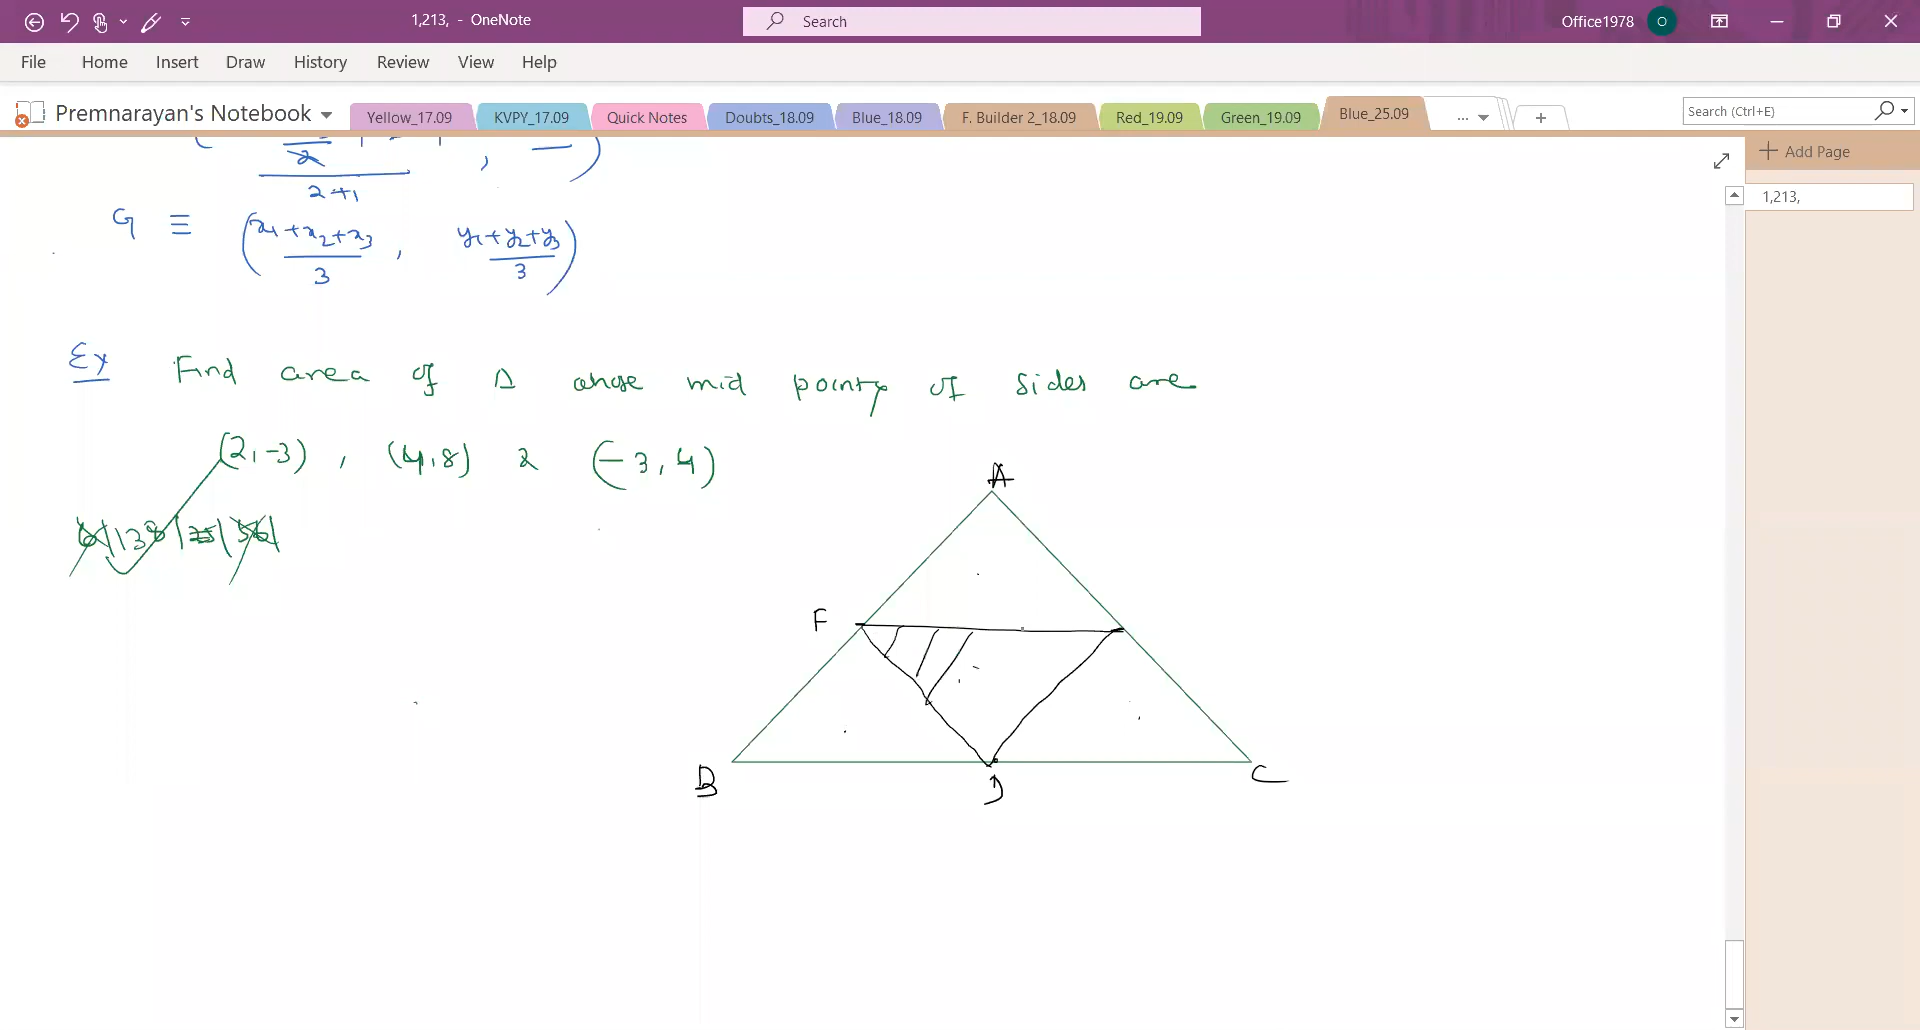 1,213, - OneNote
Search
Office1978
O
File Home Insert Draw History Review View Help
Premnarayan's Notebook
Yellow_17.09
KVPY_17.09
Quick Notes
Doubts_18.09
Blue_18.09
F. Builder 2_18.09
Red_19.09
Green_19.09
Blue_25.09
...
+
Search (Ctrl+E)
+ Add Page
1,213,
2
,
2+1
G ≡ (x1+x2+x3/3, y1+y2+y3/3)
Ex Find area of Δ whose mid points of sides are
(2,-3), (4,8) & (-3,4)
A
F
B
D
C